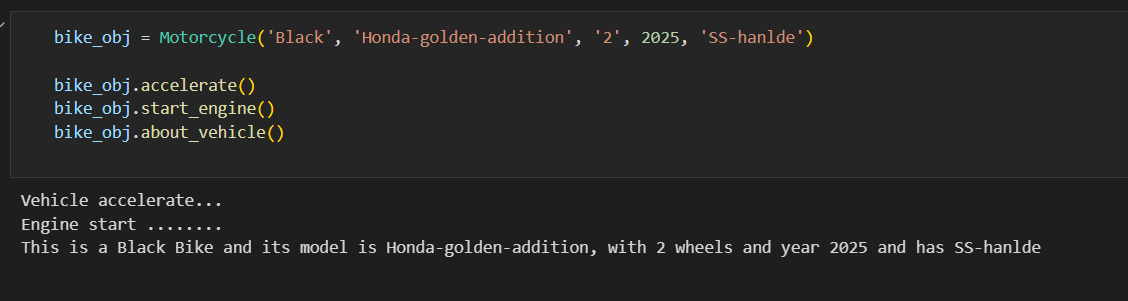 bike_obj = Motorcycle('Black', 'Honda-golden-addition', '2', 2025, 'SS-hanlde')
bike_obj.accelerate()
bike_obj.start_engine()
bike_obj.about_vehicle()
Vehicle accelerate...
Engine start ........
This is a Black Bike and its model is Honda-golden-addition, with 2 wheels and year 2025 and has SS-hanlde